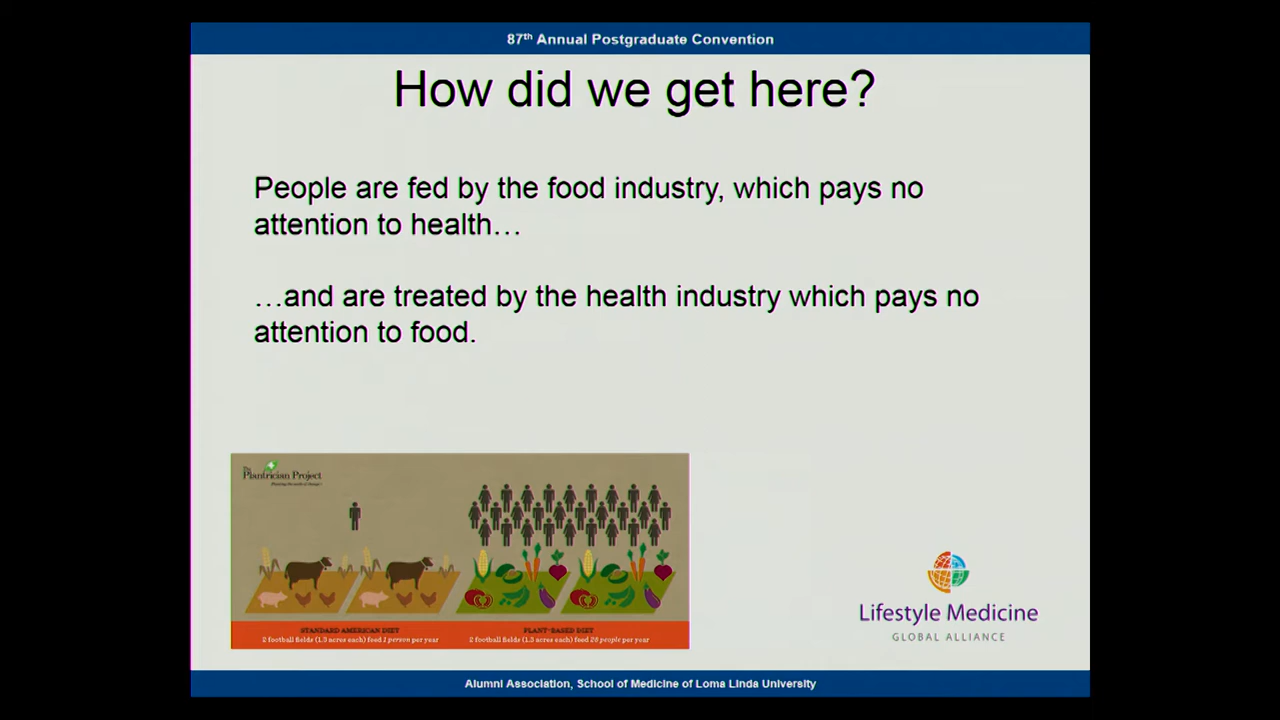 87th Annual Postgraduate Convention
How did we get here?
People are fed by the food industry, which pays no
attention to health…
…and are treated by the health industry which pays no
attention to food.
The
Plantrician Project
STANDARD AMERICAN DIET
2 football fields (1.3 acres each) feed 1 person per year
PLANT-BASED DIET
2 football fields (1.3 acres each) feed 28 people per year
Lifestyle Medicine
GLOBAL ALLIANCE
Alumni Association, School of Medicine of Loma Linda University